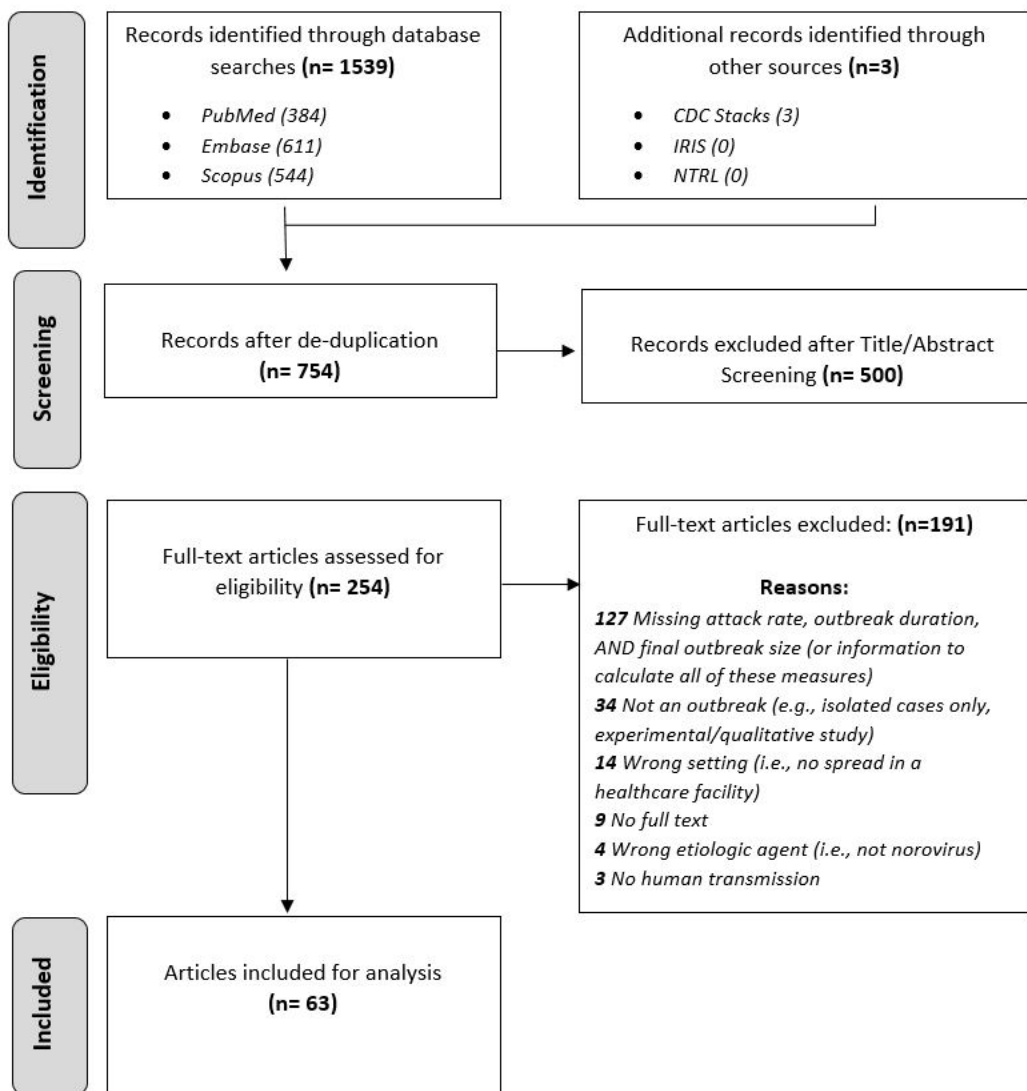 Identification
Records identified through database
searches (n= 1539)
• PubMed (384)
• Embase (611)
• Scopus (544)
Additional records identified through
other sources (n=3)
• CDC Stacks (3)
• IRIS (0)
• NTRL (0)
Screening
Records after de-duplication
(n= 754)
Records excluded after Title/Abstract
Screening (n= 500)
Eligibility
Full-text articles assessed for
eligibility (n= 254)
Full-text articles excluded: (n=191)
Reasons:
127 Missing attack rate, outbreak duration,
AND final outbreak size (or information to
calculate all of these measures)
34 Not an outbreak (e.g., isolated cases only,
experimental/qualitative study)
14 Wrong setting (i.e., no spread in a
healthcare facility)
9 No full text
4 Wrong etiologic agent (i.e., not norovirus)
3 No human transmission
Included
Articles included for analysis
(n= 63)